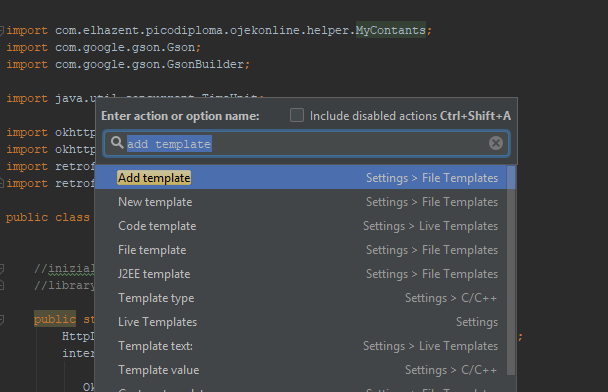 import com.elhazent.picodiploma.ojekonline.helper.MyContants;
import com.google.gson.Gson;
import com.google.gson.GsonBuilder;
import java.util.concurrent.TimeUnit;
Enter action or option name: Include disabled actions Ctrl+Shift+A
import okhttp
add template
import okhttp
import retrof
import retrof
Add template Settings > File Templates
New template Settings > File Templates
public class
Code template Settings > Live Templates
File template Settings > File Templates
//inizial
J2EE template Settings > File Templates
//library
Template type Settings > C/C++
public st
Live Templates Settings
HttpL
;
Template text: Settings > Live Templates
inter
Template value Settings > C/C++
Ok